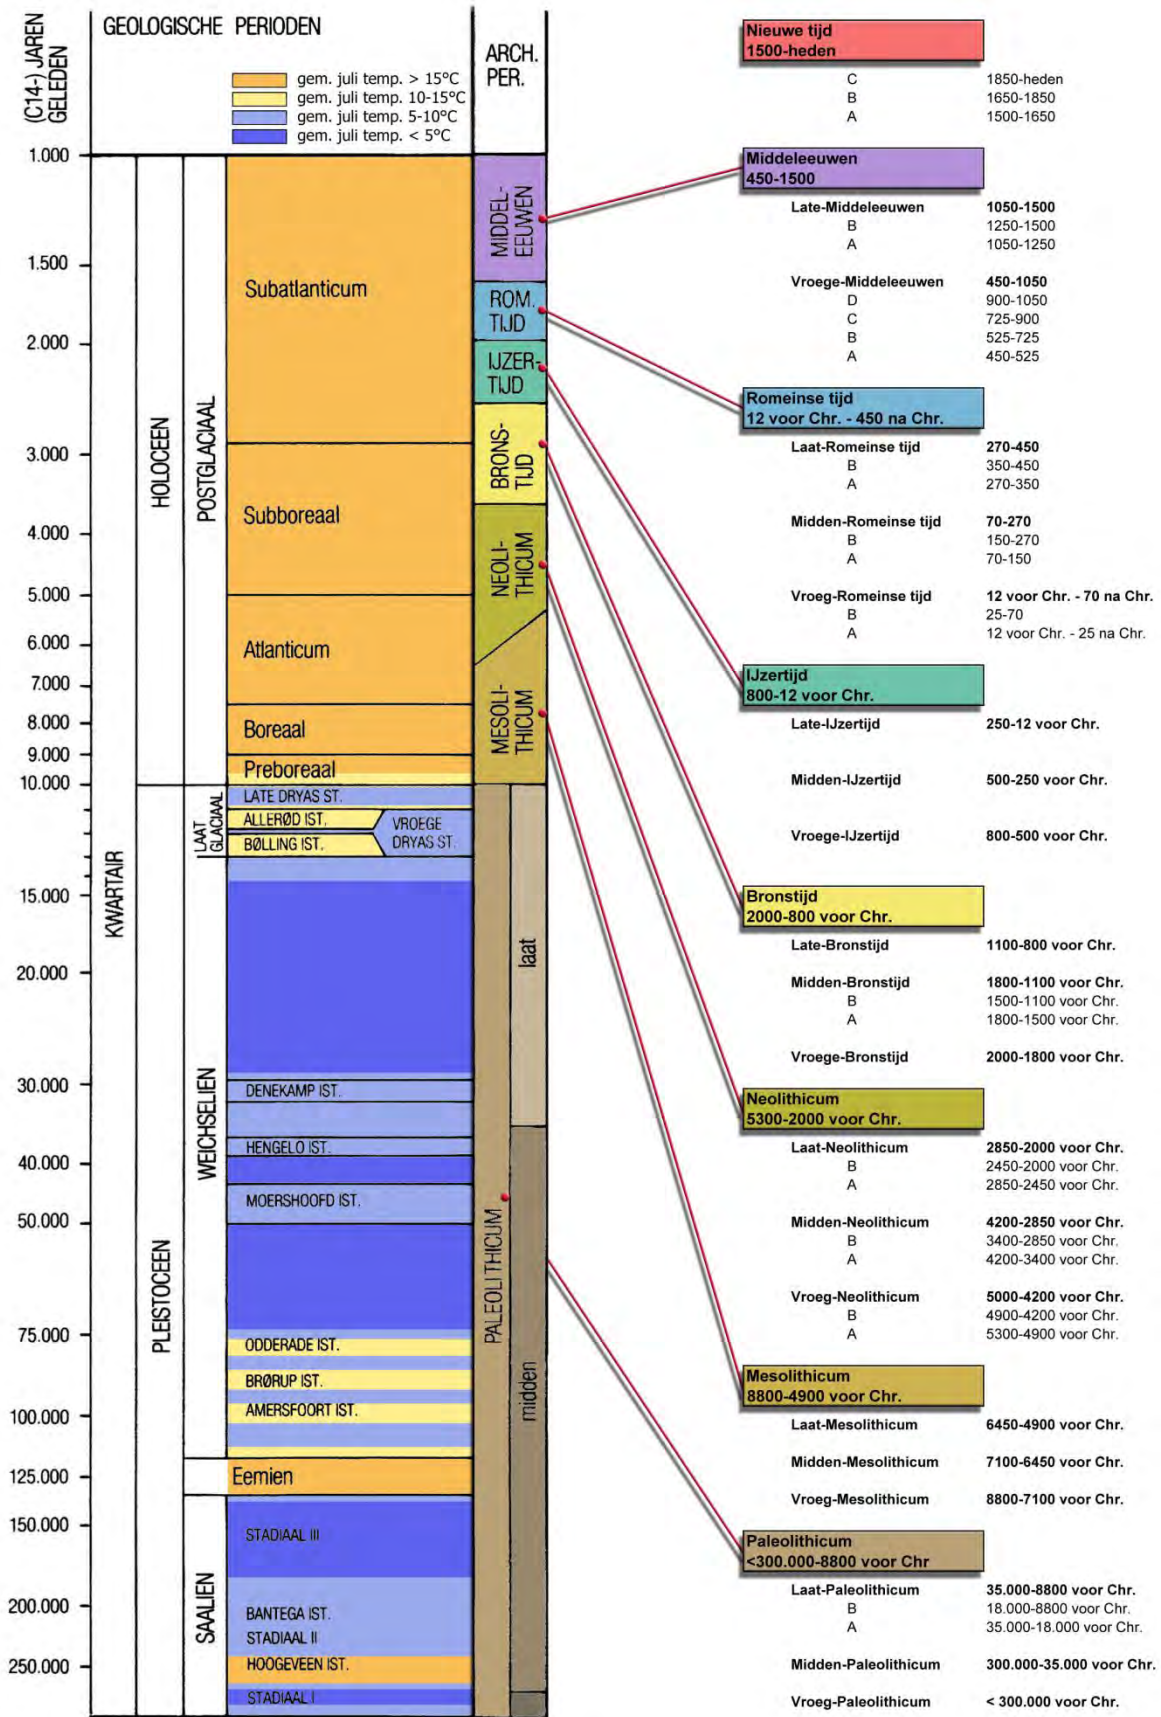 (C14-) JAREN
GELEDEN
GEOLOGISCHE PERIODEN
gem. juli temp. > 15°C
gem. juli temp. 10-15°C
gem. juli temp. 5-10°C
gem. juli temp. < 5°C
ARCH.
PER.
1.000
1.500
2.000
3.000
4.000
5.000
6.000
7.000
8.000
9.000
10.000
15.000
20.000
30.000
40.000
50.000
75.000
100.000
125.000
150.000
200.000
250.000
KWARTAIR
HOLOCEEN
PLEISTOCEEN
POSTGLACIAAL
LAAT
GLACIAAL
WEICHSELIEN
SAALIEN
Subatlanticum
Subboreaal
Atlanticum
Boreaal
Preboreaal
LATE DRYAS ST.
ALLERØD IST.
VROEGE
DRYAS ST.
BØLLING IST.
DENEKAMP IST.
HENGELO IST.
MOERSHOOFD IST.
ODDERADE IST.
BRØRUP IST.
AMERSFOORT IST.
Eemien
STADIAAL III
BANTEGA IST.
STADIAAL II
HOOGEVEEN IST.
STADIAAL I
MIDDEL-
EEUWEN
ROM.
TIJD
IJZER-
TIJD
BRONS-
TIJD
NEOLI-
THICUM
MESOLI-
THICUM
PALEOLITHICUM
laat
midden
Nieuwe tijd
1500-heden
C 1850-heden
B 1650-1850
A 1500-1650
Middeleeuwen
450-1500
Late-Middeleeuwen 1050-1500
B 1250-1500
A 1050-1250
Vroege-Middeleeuwen 450-1050
D 900-1050
C 725-900
B 525-725
A 450-525
Romeinse tijd
12 voor Chr. - 450 na Chr.
Laat-Romeinse tijd 270-450
B 350-450
A 270-350
Midden-Romeinse tijd 70-270
B 150-270
A 70-150
Vroeg-Romeinse tijd 12 voor Chr. - 70 na Chr.
B 25-70
A 12 voor Chr. - 25 na Chr.
IJzertijd
800-12 voor Chr.
Late-IJzertijd 250-12 voor Chr.
Midden-IJzertijd 500-250 voor Chr.
Vroege-IJzertijd 800-500 voor Chr.
Bronstijd
2000-800 voor Chr.
Late-Bronstijd 1100-800 voor Chr.
Midden-Bronstijd 1800-1100 voor Chr.
B 1500-1100 voor Chr.
A 1800-1500 voor Chr.
Vroege-Bronstijd 2000-1800 voor Chr.
Neolithicum
5300-2000 voor Chr.
Laat-Neolithicum 2850-2000 voor Chr.
B 2450-2000 voor Chr.
A 2850-2450 voor Chr.
Midden-Neolithicum 4200-2850 voor Chr.
B 3400-2850 voor Chr.
A 4200-3400 voor Chr.
Vroeg-Neolithicum 5000-4200 voor Chr.
B 4900-4200 voor Chr.
A 5300-4900 voor Chr.
Mesolithicum
8800-4900 voor Chr.
Laat-Mesolithicum 6450-4900 voor Chr.
Midden-Mesolithicum 7100-6450 voor Chr.
Vroeg-Mesolithicum 8800-7100 voor Chr.
Paleolithicum
<300.000-8800 voor Chr
Laat-Paleolithicum 35.000-8800 voor Chr.
B 18.000-8800 voor Chr.
A 35.000-18.000 voor Chr.
Midden-Paleolithicum 300.000-35.000 voor Chr.
Vroeg-Paleolithicum < 300.000 voor Chr.